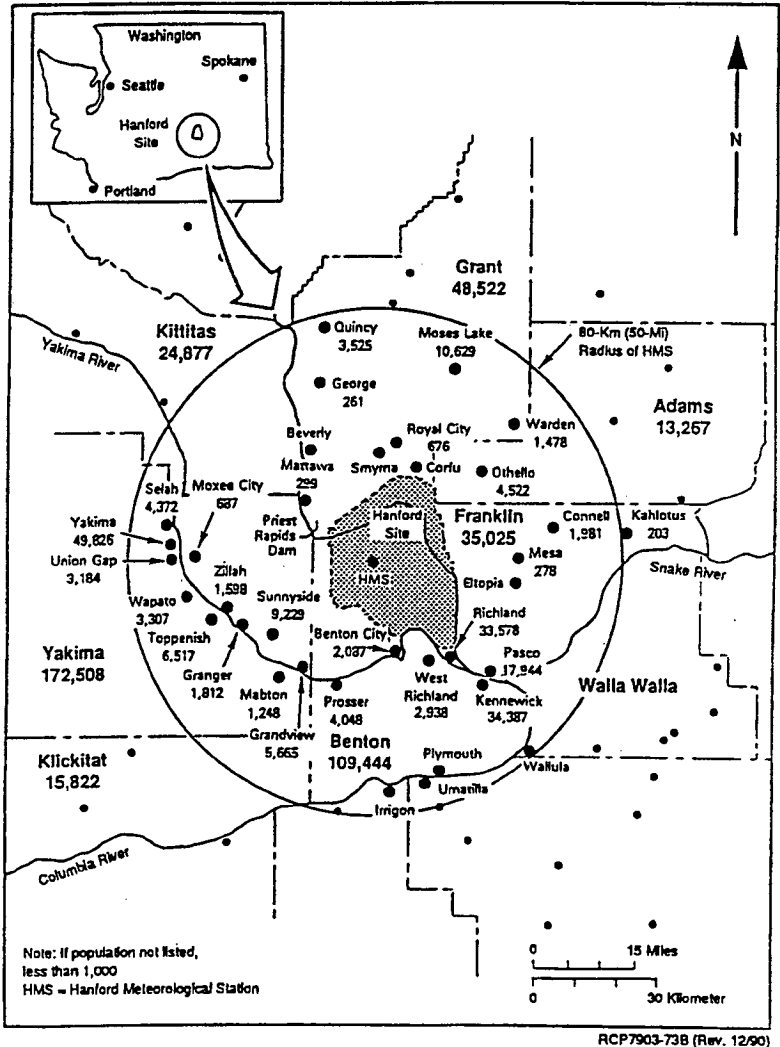 Washington
Spokane
Seattle
Hanford
Site
Portland
N
Grant
48,522
Kittitas
24,877
Yakima River
Quincy
3,525
Moses Lake
10,629
80-Km (50-Mi)
Radius of HMS
George
261
Adams
13,267
Beverly
Royal City
676
Warden
1,478
Mattawa
299
Smyrna
Corfu
Othello
4,522
Selah
4,372
Moxee City
687
Priest
Rapids
Dam
Hanford
Site
Franklin
35,025
Connell
1,981
Kahlotus
203
Yakima
49,826
Union Gap
3,184
HMS
Mesa
278
Eltopia
Snake River
Zillah
1,598
Wapato
3,307
Sunnyside
9,229
Richland
33,578
Toppenish
6,517
Benton City
2,087
Pasco
17,944
Yakima
172,508
Granger
1,812
Mabton
1,248
Prosser
4,048
West
Richland
2,938
Kennewick
34,387
Walla Walla
Grandview
5,665
Benton
109,444
Klickitat
15,822
Plymouth
Wallula
Umatilla
Irrigon
Columbia River
Note: If population not listed,
less than 1,000
HMS = Hanford Meteorological Station
0 15 Miles
0 30 Kilometer
RCP7903-73B (Rev. 12/90)